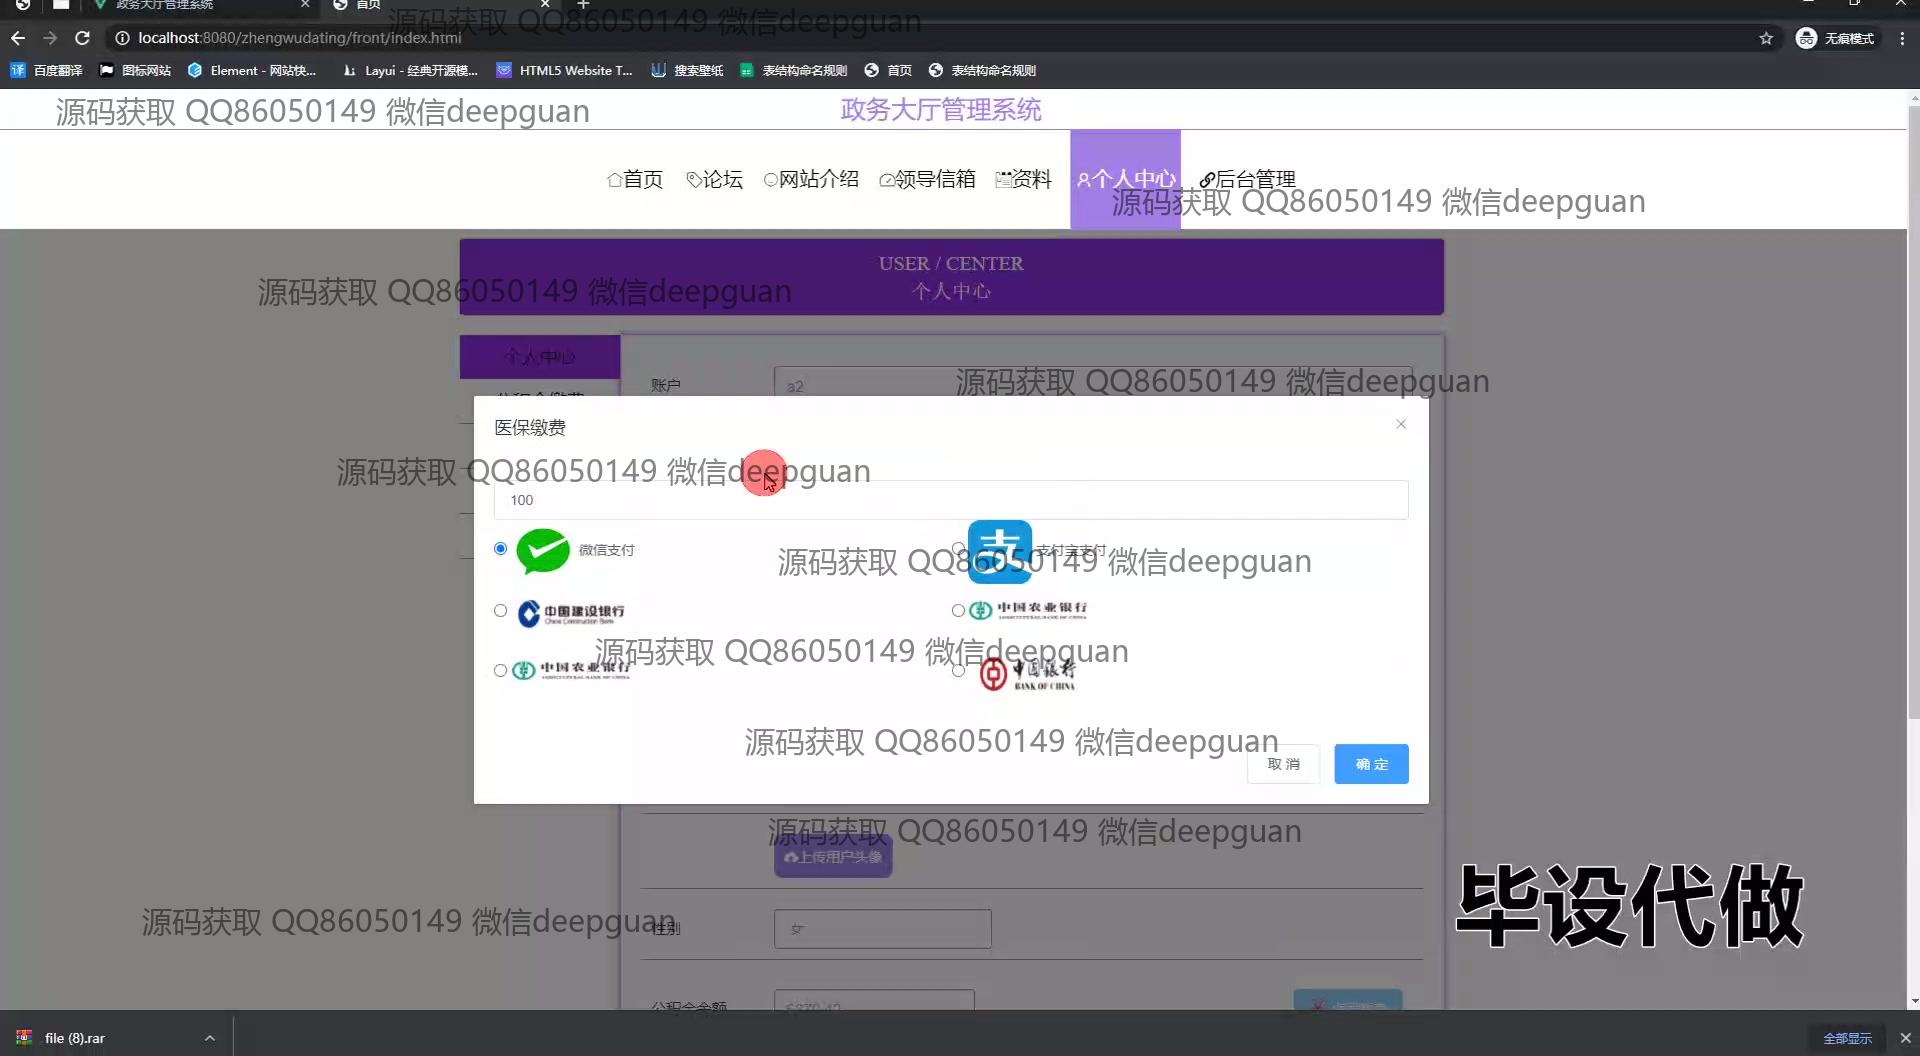 政务大厅管理系统
首页
源码获取 QQ86050149 微信deepguan
localhost:8080/zhengwudating/front/index.html
无痕模式
百度翻译
图标网站
Element - 网站快...
Layui - 经典开源模...
HTML5 Website T...
搜索壁纸
表结构命名规则
首页
表结构命名规则
源码获取 QQ86050149 微信deepguan
政务大厅管理系统
首页 论坛 网站介绍 领导信箱 资料 个人中心 后台管理
源码获取 QQ86050149 微信deepguan
USER / CENTER
个人中心
源码获取 QQ86050149 微信deepguan
个人中心
账户 a2
源码获取 QQ86050149 微信deepguan
医保缴费
源码获取 QQ86050149 微信deepguan
100
微信支付
支 支付宝支付
源码获取 QQ86050149 微信deepguan
中国建设银行
China Construction Bank
中国农业银行
AGRICULTURAL BANK OF CHINA
源码获取 QQ86050149 微信deepguan
中国农业银行
AGRICULTURAL BANK OF CHINA
中国银行
BANK OF CHINA
源码获取 QQ86050149 微信deepguan
取消 确定
源码获取 QQ86050149 微信deepguan
上传用户头像
毕设代做
源码获取 QQ86050149 微信deepguan
性别 女
公积金金额
file (8).rar
全部显示